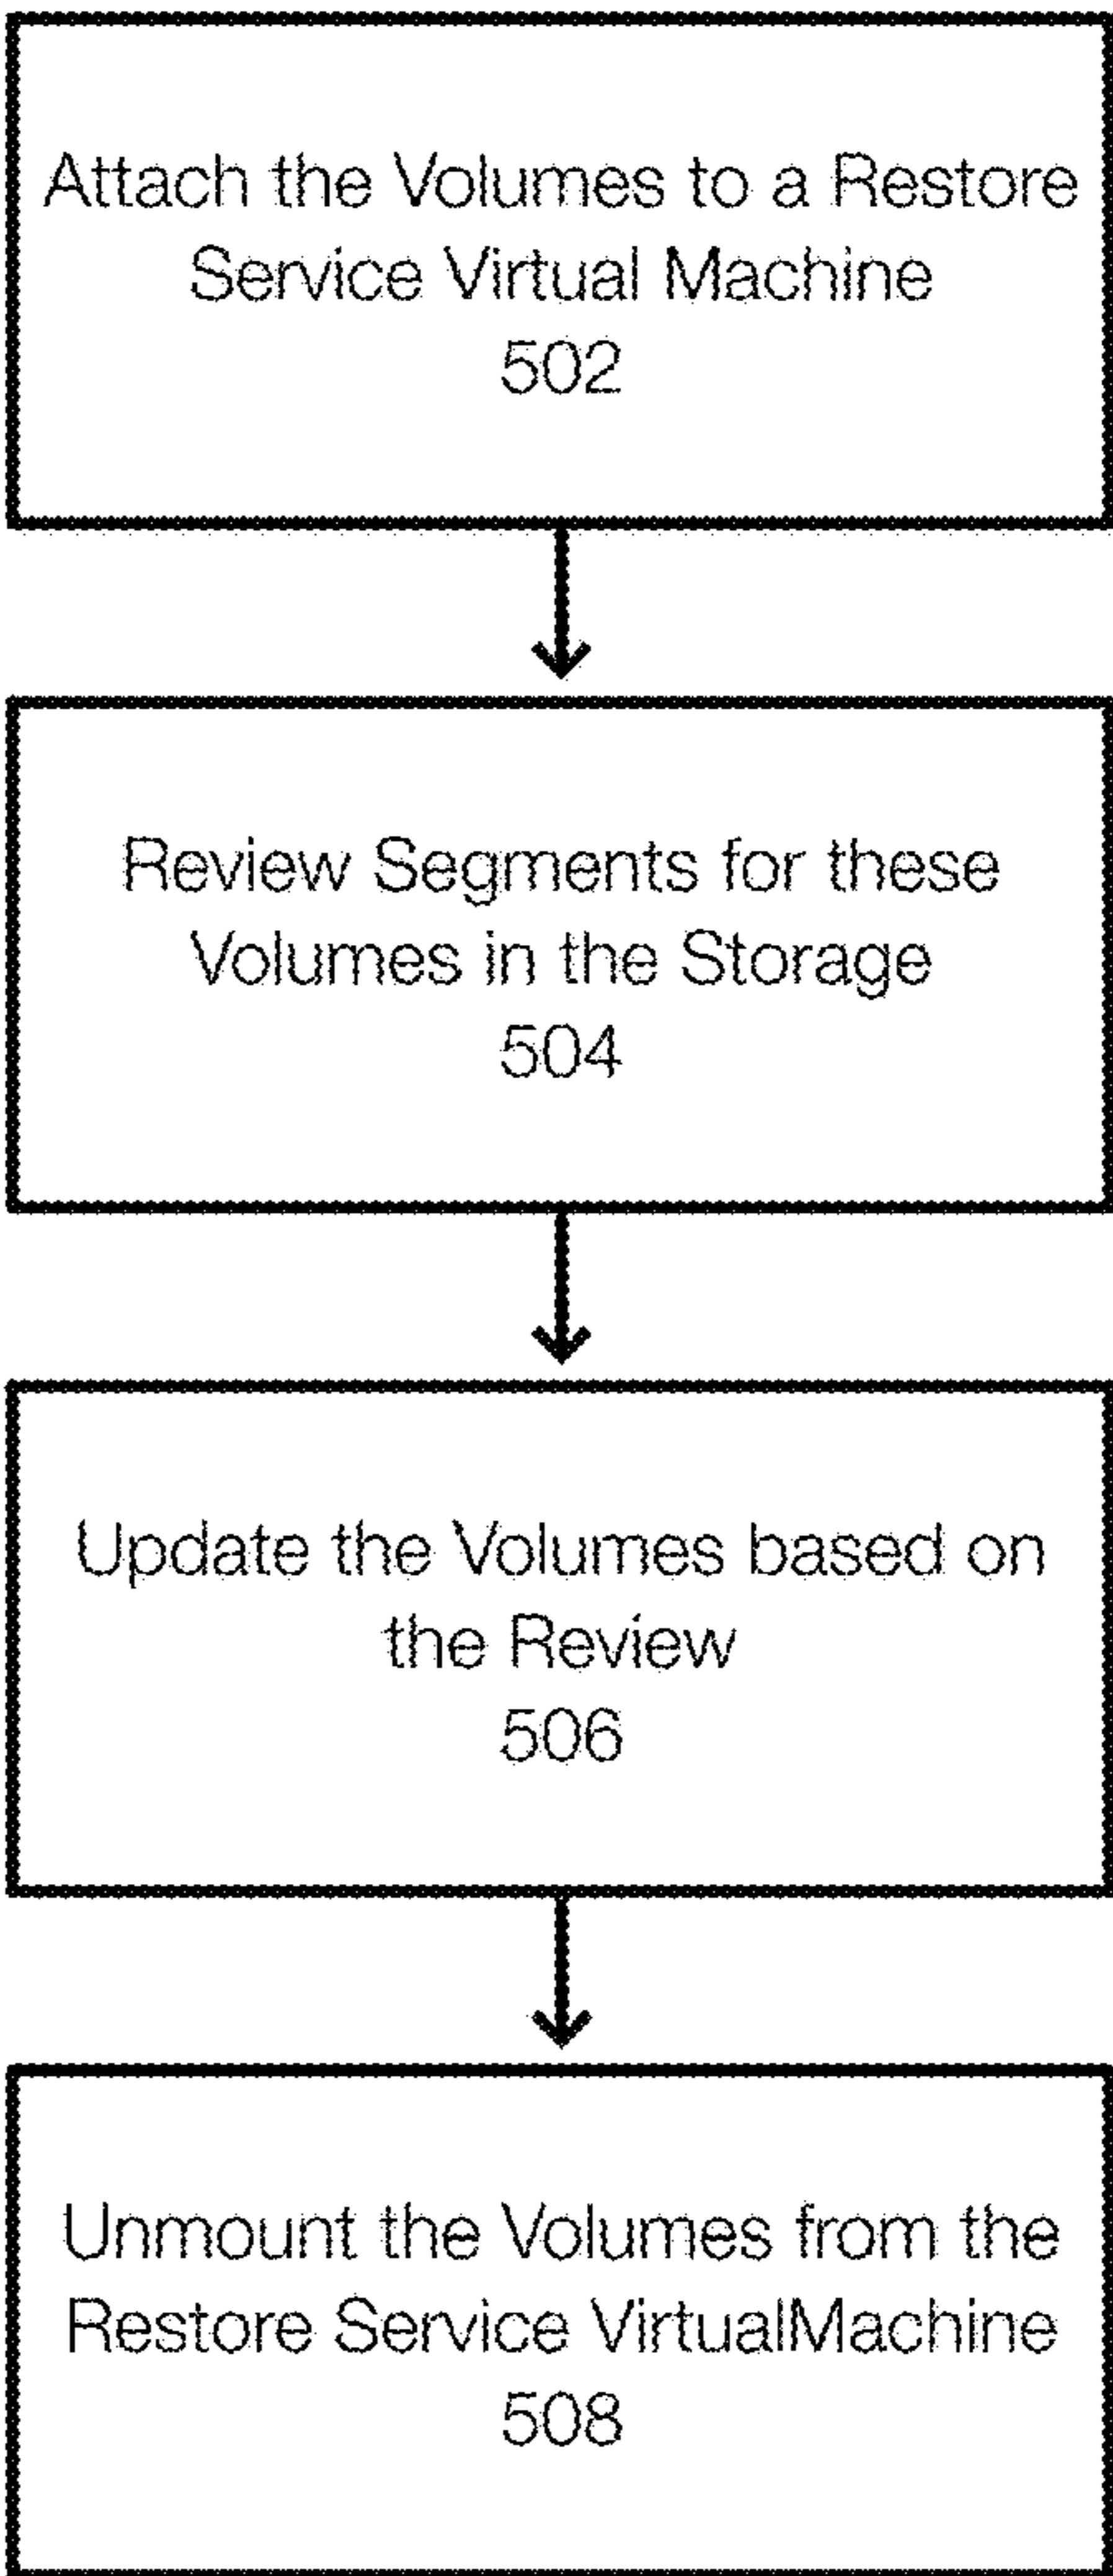 Attach the Volumes to a Restore
Service Virtual Machine
502
Review Segments for these
Volumes in the Storage
504
Update the Volumes based on
the Review
506
Unmount the Volumes from the
Restore Service VirtualMachine
508